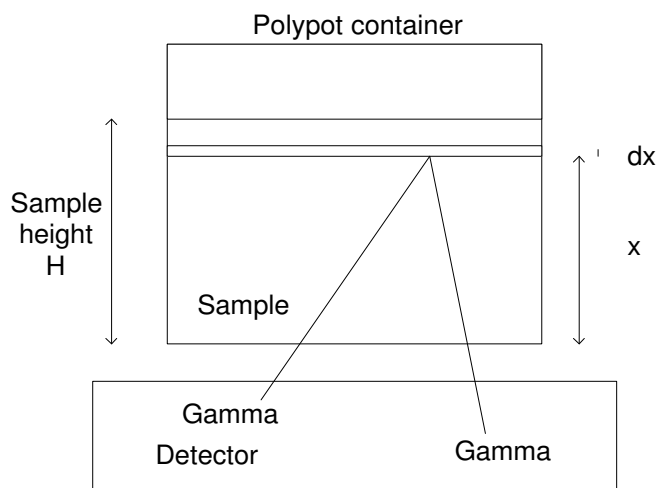 Polypot container
dx
Sample
height
H
x
Sample
Gamma
Gamma
Detector